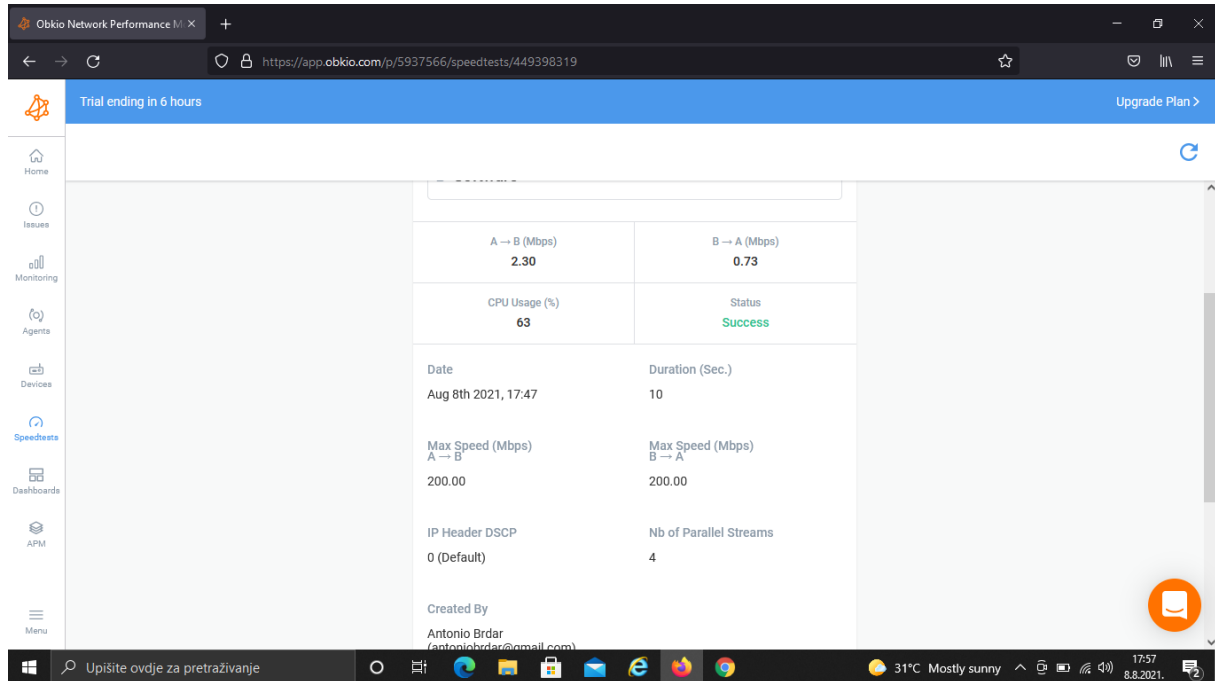 Obkio Network Performance M
https://app.obkio.com/p/5937566/speedtests/449398319
Trial ending in 6 hours
Upgrade Plan >
Home
Issues
Monitoring
Agents
Devices
Speedtests
Dashboards
APM
Menu
A → B (Mbps)
2.30
B → A (Mbps)
0.73
CPU Usage (%)
63
Status
Success
Date
Aug 8th 2021, 17:47
Duration (Sec.)
10
Max Speed (Mbps)
A → B
200.00
Max Speed (Mbps)
B → A
200.00
IP Header DSCP
0 (Default)
Nb of Parallel Streams
4
Created By
Antonio Brdar
(antoniobrdar@gmail.com)
Upišite ovdje za pretraživanje
31°C Mostly sunny
17:57
8.8.2021.
2